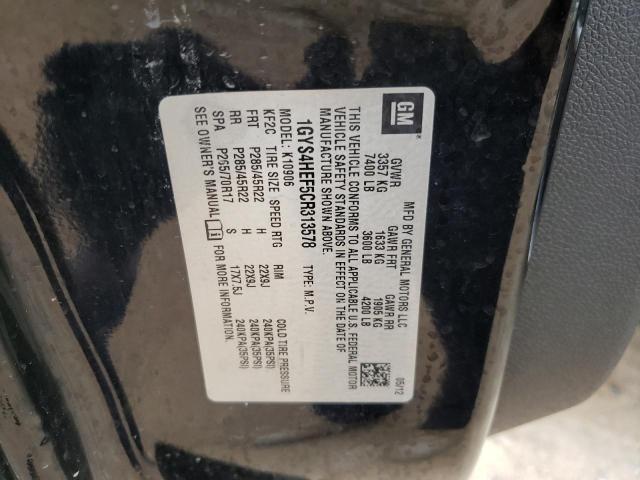 GM
MFD BY GENERAL MOTORS LLC
05/12
GVWR GAWR FRT GAWR RR
3357 KG 1633 KG 1905 KG
7400 LB 3600 LB 4200 LB
THIS VEHICLE CONFORMS TO ALL APPLICABLE U.S. FEDERAL MOTOR
VEHICLE SAFETY STANDARDS IN EFFECT ON THE DATE OF
MANUFACTURE SHOWN ABOVE.
1GYS4HEF5CR313578 TYPE: M.P.V.
MODEL: K10906
KF2C TIRE SIZE SPEED RTG RIM COLD TIRE PRESSURE
FRT P285/45R22 H 22X9J 240KPA(35PSI)
RR P285/45R22 H 22X9J 240KPA(35PSI)
SPA P265/70R17 17X7.5J 240KPA(35PSI)
SEE OWNER'S MANUAL FOR MORE INFORMATION.